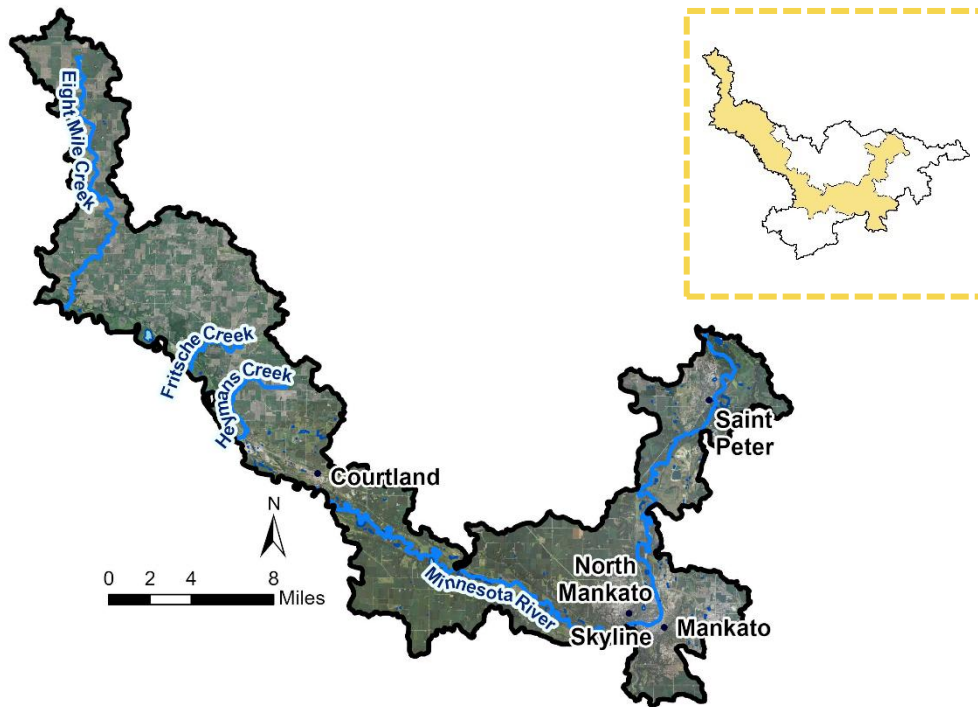 Eight Mile Creek
Fritsche Creek
Heymans Creek
Saint
Peter
Courtland
N
0 2 4 8
Miles
Minnesota River
North
Mankato
Skyline
Mankato